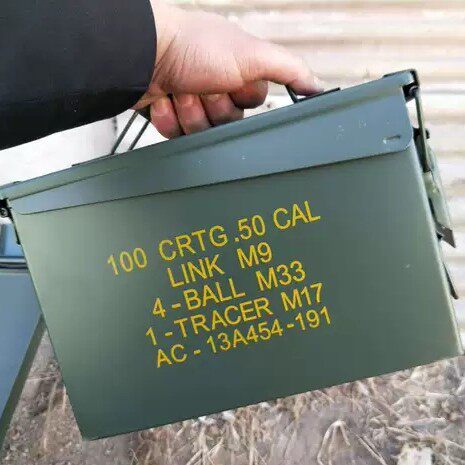 100 CRTG .50 CAL
LINK M9
4 - BALL M33
1 - TRACER M17
AC - 13A454 - 191